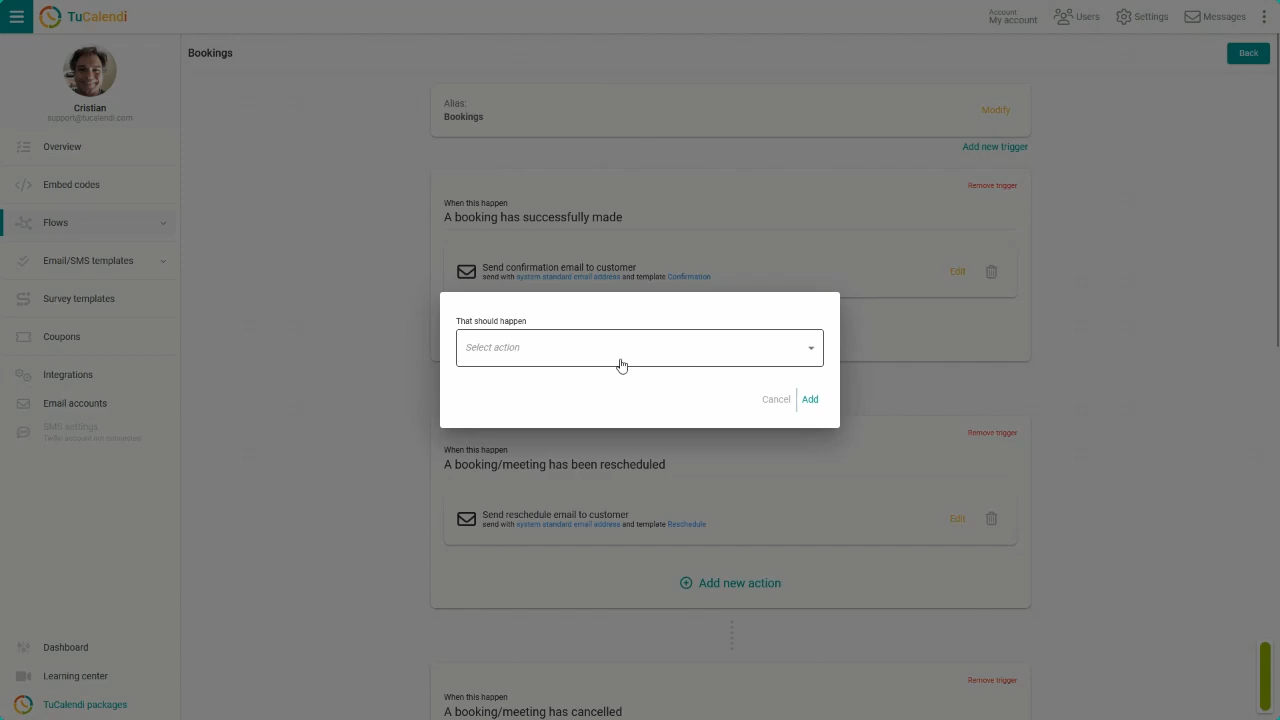 TuCalendi
Account
My account
Users
Settings
Messages
Cristian
support@tucalendi.com
Overview
Embed codes
Flows
Email/SMS templates
Survey templates
Coupons
Integrations
Email accounts
SMS settings
Twilio account not connected
Dashboard
Learning center
TuCalendi packages
Bookings
Back
Alias:
Bookings
Modify
Add new trigger
Remove trigger
When this happen
A booking has successfully made
Send confirmation email to customer
send with system standard email address and template Confirmation
Edit
That should happen
Select action
Cancel
Add
Remove trigger
When this happen
A booking/meeting has been rescheduled
Send reschedule email to customer
send with system standard email address and template Reschedule
Edit
Add new action
Remove trigger
When this happen
A booking/meeting has cancelled